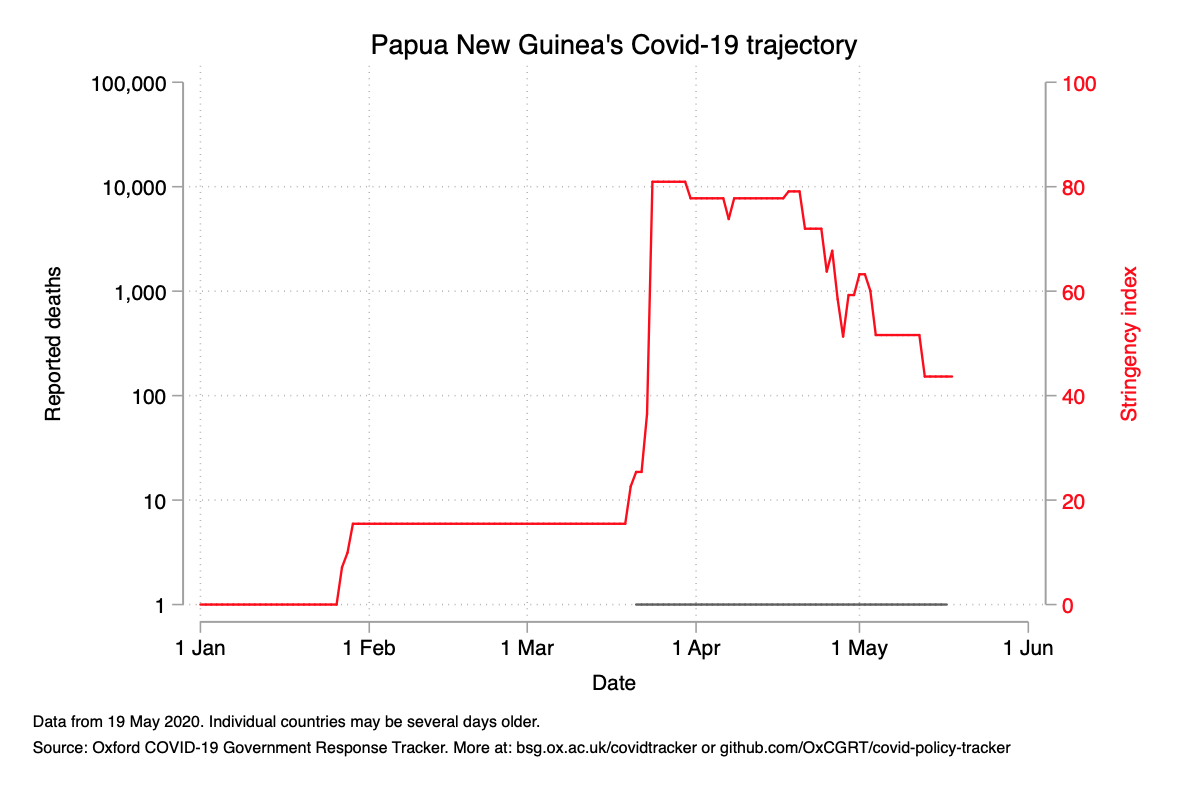 Papua New Guinea's Covid-19 trajectory
100,000
10,000
1,000
100
10
1
Reported deaths
100
80
60
40
20
0
Stringency index
1 Jan
1 Feb
1 Mar
1 Apr
1 May
1 Jun
Date
Data from 19 May 2020. Individual countries may be several days older.
Source: Oxford COVID-19 Government Response Tracker. More at: bsg.ox.ac.uk/covidtracker or github.com/OxCGRT/covid-policy-tracker